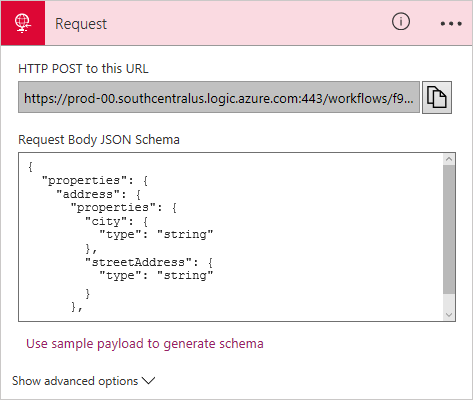 Request
HTTP POST to this URL
https://prod-00.southcentralus.logic.azure.com:443/workflows/f9...
Request Body JSON Schema
{
"properties": {
"address": {
"properties": {
"city": {
"type": "string"
},
"streetAddress": {
"type": "string"
}
},
Use sample payload to generate schema
Show advanced options